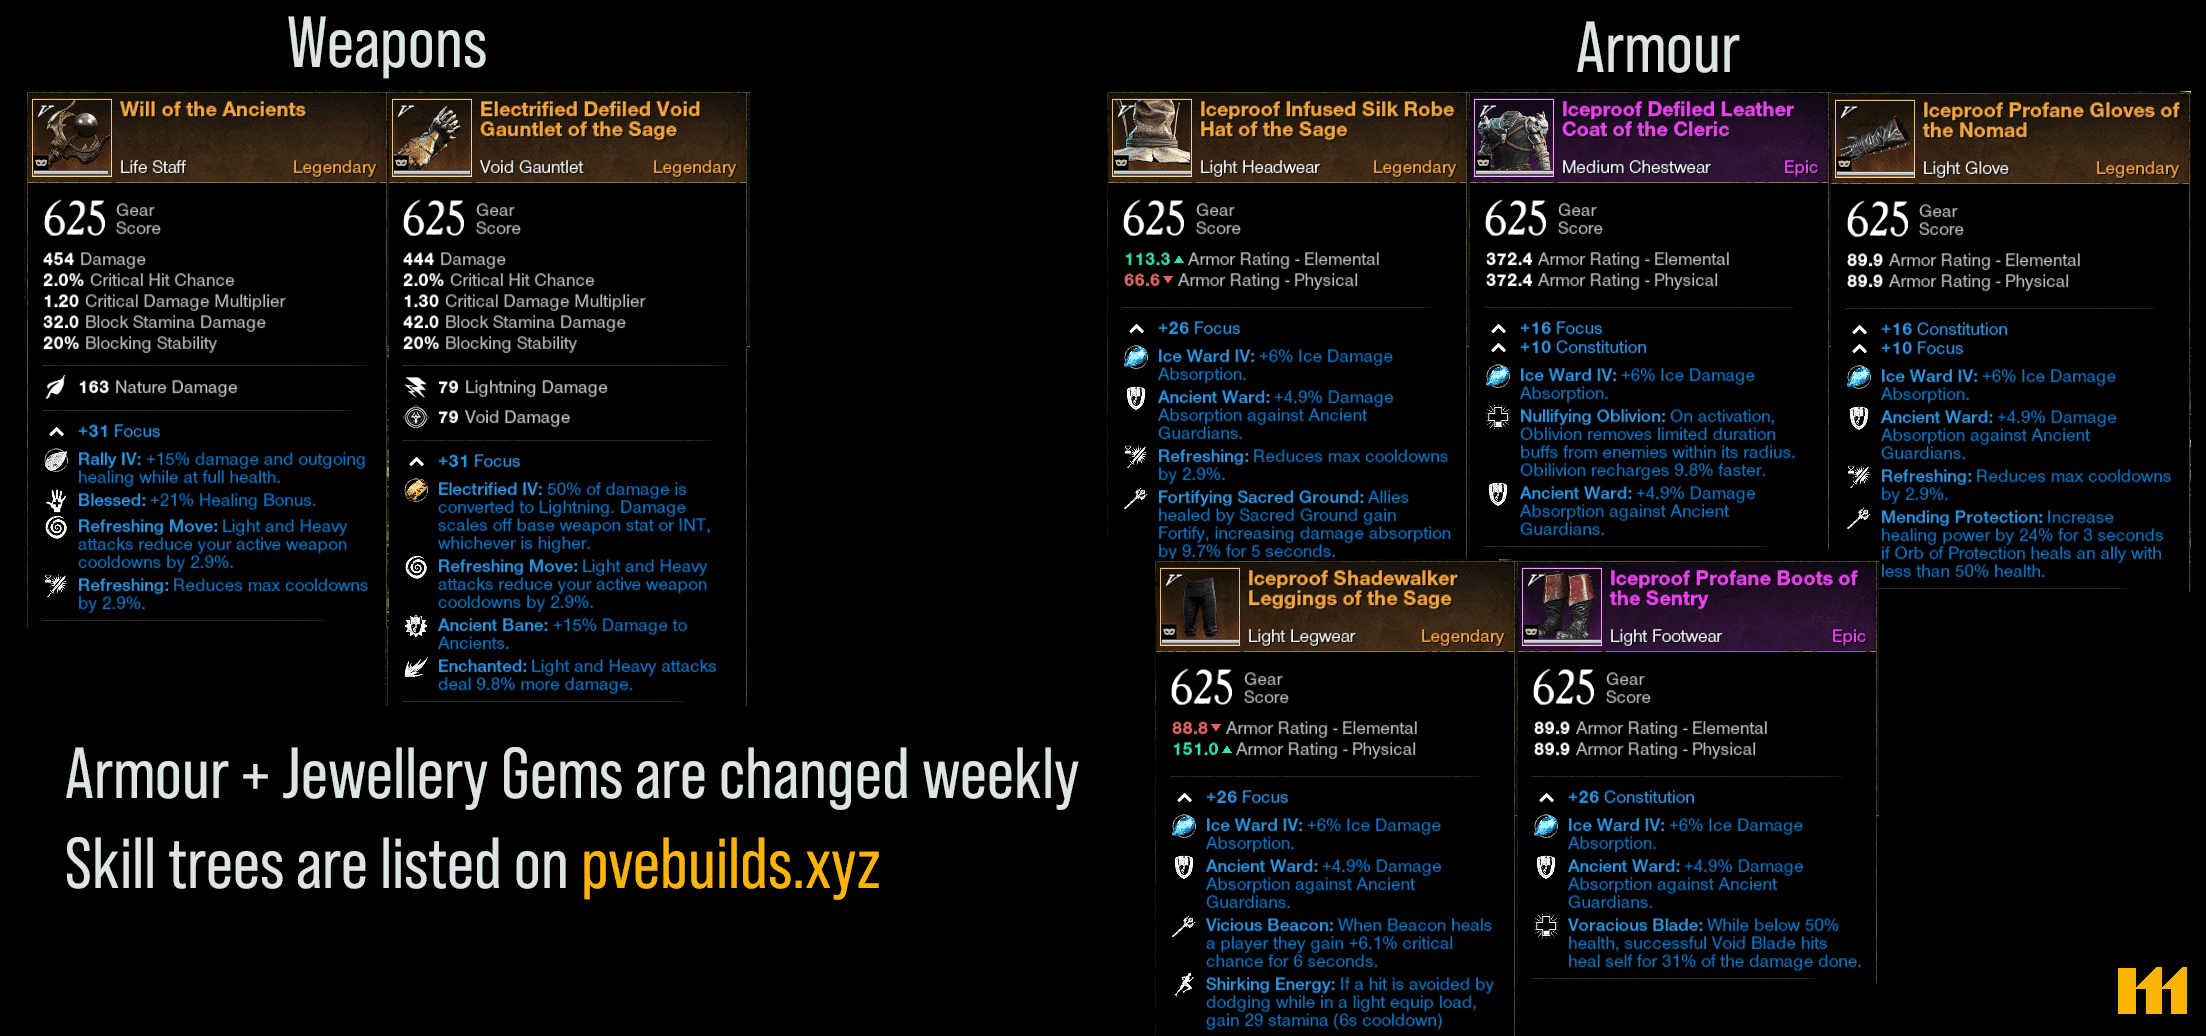 Weapons
Armour
Will of the Ancients
Life Staff
Legendary
625 Gear
Score
454 Damage
2.0% Critical Hit Chance
1.20 Critical Damage Multiplier
32.0 Block Stamina Damage
20% Blocking Stability
163 Nature Damage
+31 Focus
Rally IV: +15% damage and outgoing
healing while at full health.
Blessed: +21% Healing Bonus.
Refreshing Move: Light and Heavy
attacks reduce your active weapon
cooldowns by 2.9%.
Refreshing: Reduces max cooldowns
by 2.9%.
Electrified Defiled Void
Gauntlet of the Sage
Void Gauntlet
Legendary
625 Gear
Score
444 Damage
2.0% Critical Hit Chance
1.30 Critical Damage Multiplier
42.0 Block Stamina Damage
20% Blocking Stability
79 Lightning Damage
79 Void Damage
+31 Focus
Electrified IV: 50% of damage is
converted to Lightning. Damage
scales off base weapon stat or INT,
whichever is higher.
Refreshing Move: Light and Heavy
attacks reduce your active weapon
cooldowns by 2.9%.
Ancient Bane: +15% Damage to
Ancients.
Enchanted: Light and Heavy attacks
deal 9.8% more damage.
Iceproof Infused Silk Robe
Hat of the Sage
Light Headwear
Legendary
625 Gear
Score
113.3 Armor Rating - Elemental
66.6 Armor Rating - Physical
+26 Focus
Ice Ward IV: +6% Ice Damage
Absorption.
Ancient Ward: +4.9% Damage
Absorption against Ancient
Guardians.
Refreshing: Reduces max cooldowns
by 2.9%.
Fortifying Sacred Ground: Allies
healed by Sacred Ground gain
Fortify, increasing damage absorption
by 9.7% for 5 seconds.
Iceproof Defiled Leather
Coat of the Cleric
Medium Chestwear
Epic
625 Gear
Score
372.4 Armor Rating - Elemental
372.4 Armor Rating - Physical
+16 Focus
+10 Constitution
Ice Ward IV: +6% Ice Damage
Absorption.
Nullifying Oblivion: On activation,
Oblivion removes limited duration
buffs from enemies within its radius.
Obilivion recharges 9.8% faster.
Ancient Ward: +4.9% Damage
Absorption against Ancient
Guardians.
Iceproof Profane Gloves of
the Nomad
Light Glove
Legendary
625 Gear
Score
89.9 Armor Rating - Elemental
89.9 Armor Rating - Physical
+16 Constitution
+10 Focus
Ice Ward IV: +6% Ice Damage
Absorption.
Ancient Ward: +4.9% Damage
Absorption against Ancient
Guardians.
Refreshing: Reduces max cooldowns
by 2.9%.
Mending Protection: Increase
healing power by 24% for 3 seconds
if Orb of Protection heals an ally with
less than 50% health.
Iceproof Shadewalker
Leggings of the Sage
Light Legwear
Legendary
625 Gear
Score
88.8 Armor Rating - Elemental
151.0 Armor Rating - Physical
+26 Focus
Ice Ward IV: +6% Ice Damage
Absorption.
Ancient Ward: +4.9% Damage
Absorption against Ancient
Guardians.
Vicious Beacon: When Beacon heals
a player they gain +6.1% critical
chance for 6 seconds.
Shirking Energy: If a hit is avoided by
dodging while in a light equip load,
gain 29 stamina (6s cooldown)
Iceproof Profane Boots of
the Sentry
Light Footwear
Epic
625 Gear
Score
89.9 Armor Rating - Elemental
89.9 Armor Rating - Physical
+26 Constitution
Ice Ward IV: +6% Ice Damage
Absorption.
Ancient Ward: +4.9% Damage
Absorption against Ancient
Guardians.
Voracious Blade: While below 50%
health, successful Void Blade hits
heal self for 31% of the damage done.
Armour + Jewellery Gems are changed weekly
Skill trees are listed on pvebuilds.xyz